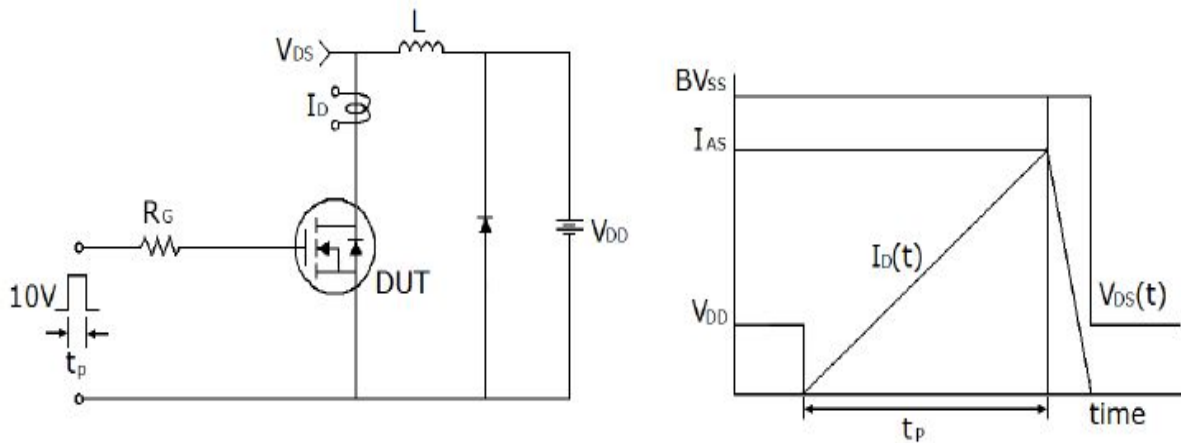 L
VDS
ID
RG
VDD
DUT
10V
tp
BVSS
IAS
ID(t)
VDD
VDS(t)
time
tP